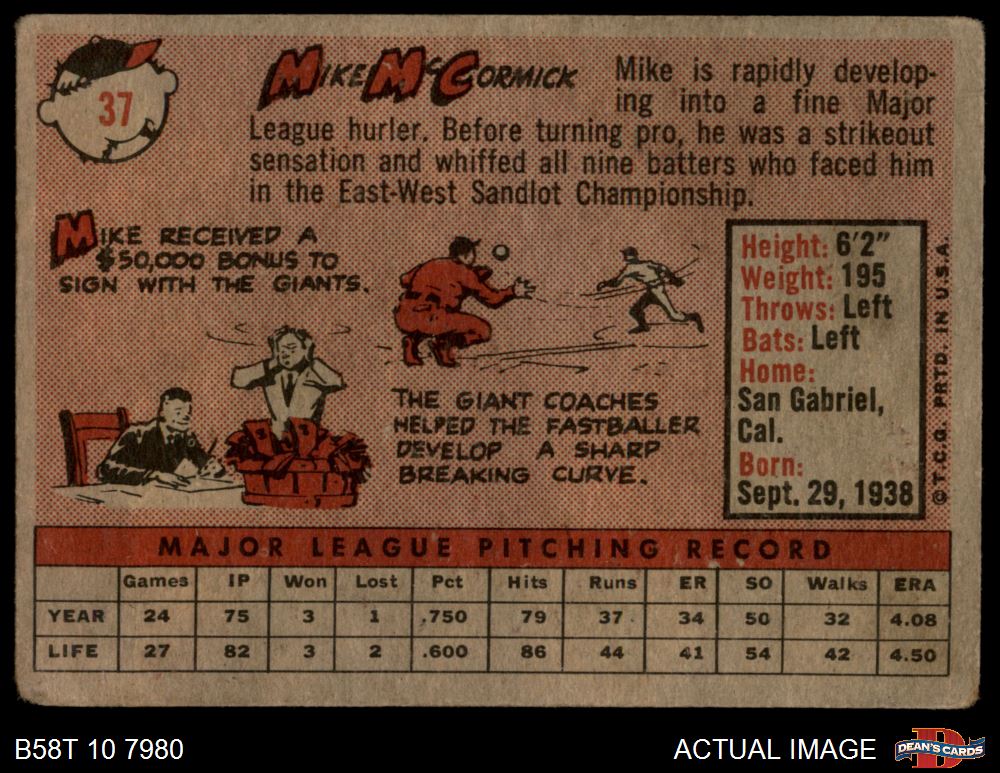 37
MIKE McCORMICK
Mike is rapidly develop-
ing into a fine Major
League hurler. Before turning pro, he was a strikeout
sensation and whiffed all nine batters who faced him
in the East-West Sandlot Championship.
MIKE RECEIVED A
$50,000 BONUS TO
SIGN WITH THE GIANTS.
THE GIANT COACHES
HELPED THE FASTBALLER
DEVELOP A SHARP
BREAKING CURVE.
Height: 6'2"
Weight: 195
Throws: Left
Bats: Left
Home:
San Gabriel,
Cal.
Born:
Sept. 29, 1938
© T.C.G. PRTD. IN U.S.A.
MAJOR LEAGUE PITCHING RECORD
Games IP Won Lost Pct Hits Runs ER SO Walks ERA
YEAR 24 75 3 1 .750 79 37 34 50 32 4.08
LIFE 27 82 3 2 .600 86 44 41 54 42 4.50
B58T 10 7980
ACTUAL IMAGE
D
DEAN'S CARDS